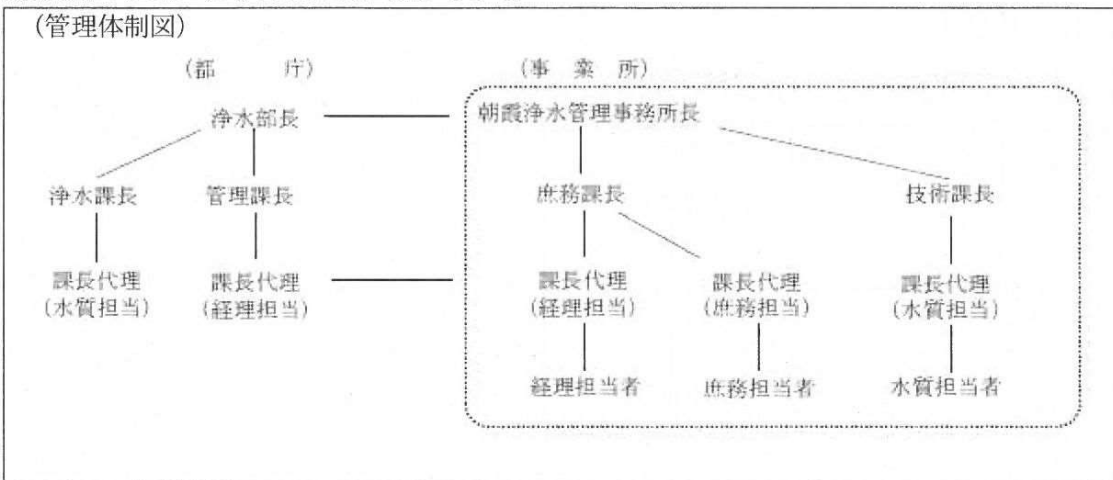 (管理体制図)
(都　　庁)
(事 業 所)
浄水部長
朝霞浄水管理事務所長
浄水課長
管理課長
庶務課長
技術課長
課長代理
(水質担当)
課長代理
(経理担当)
課長代理
(経理担当)
課長代理
(庶務担当)
課長代理
(水質担当)
経理担当者
庶務担当者
水質担当者